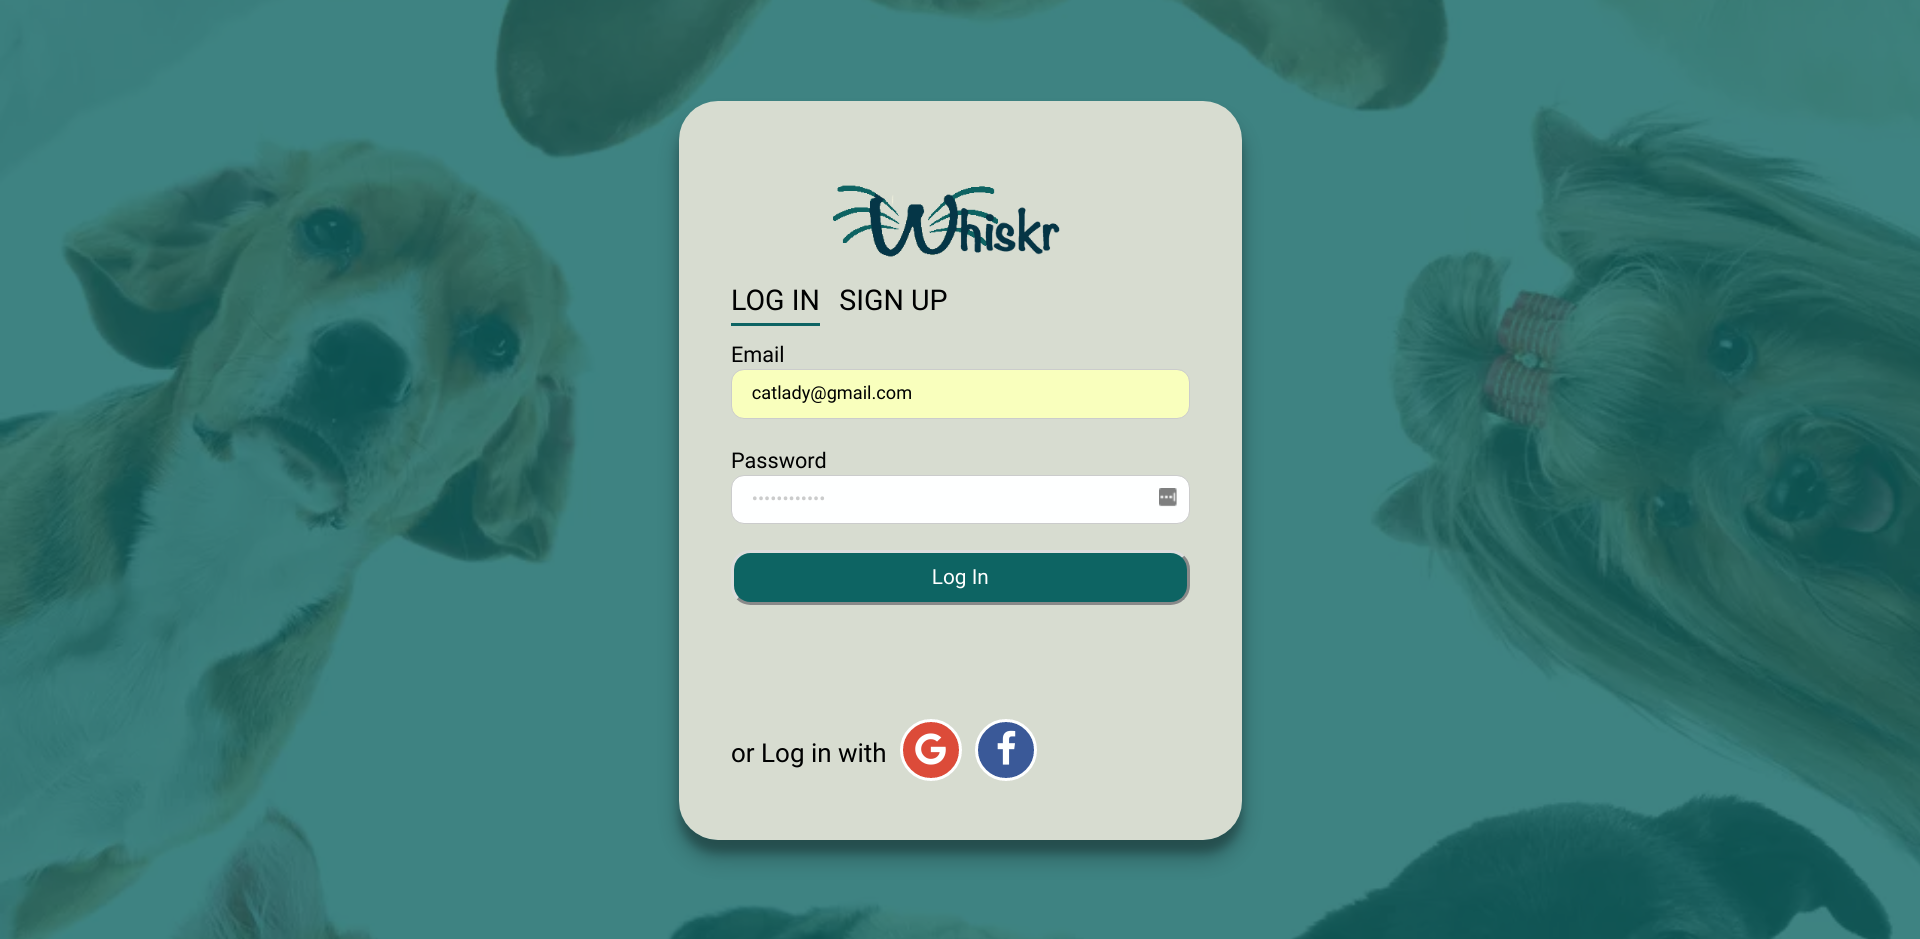 Whiskr
LOG IN SIGN UP
Email
catlady@gmail.com
Password
••••••••••••
Log In
or Log in with G f